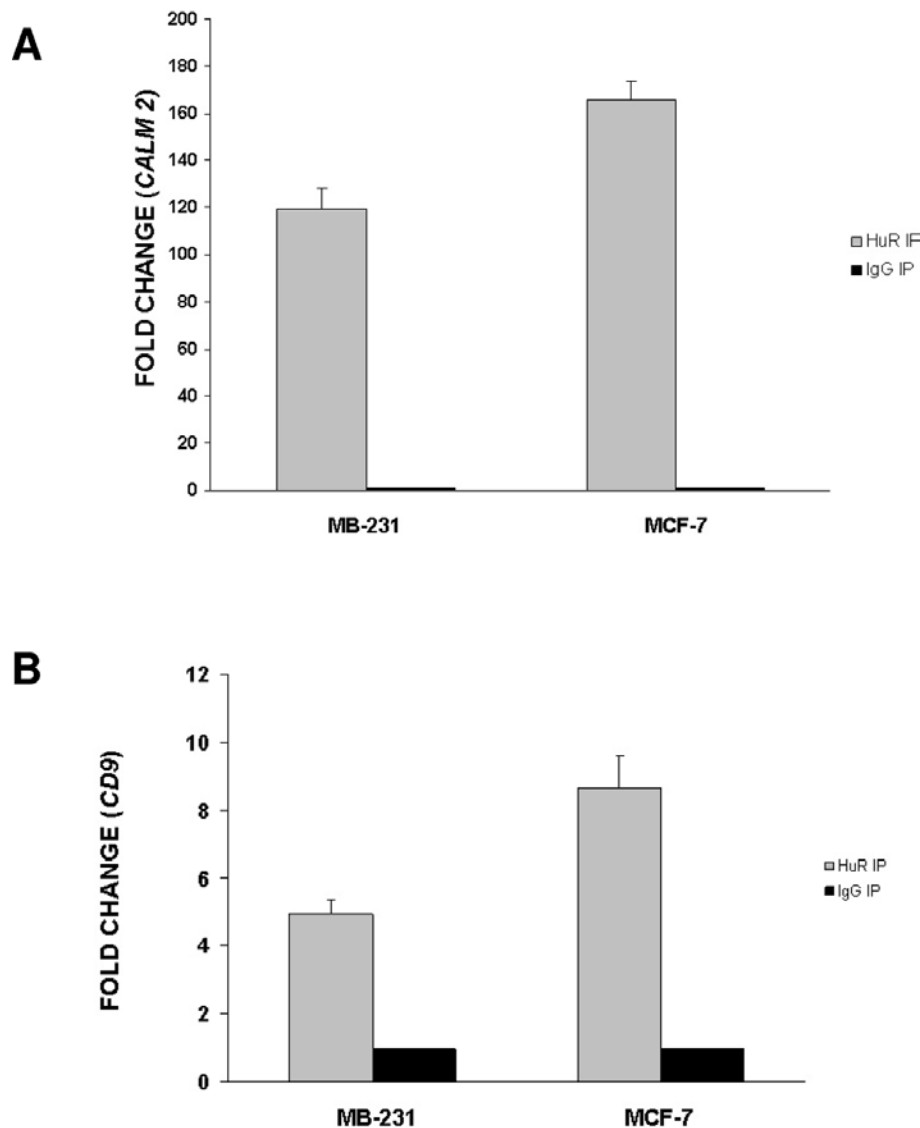 A
FOLD CHANGE (CALM 2)
200
180
160
140
120
100
80
60
40
20
0
MB-231
MCF-7
HuR IF
IgG IP
B
FOLD CHANGE (CD9)
12
10
8
6
4
2
0
MB-231
MCF-7
HuR IP
IgG IP